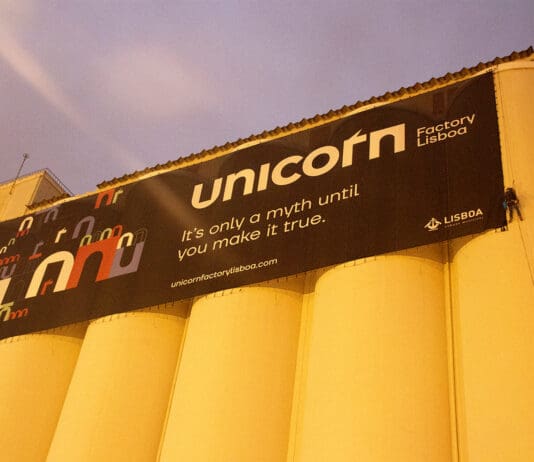 unicorn
Factory
Lisboa
It's only a myth until
you make it true.
unicornfactorylisboa.com
LISBOA